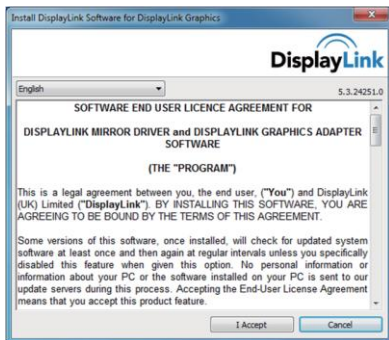 Install DisplayLink Software for DisplayLink Graphics
DisplayLink
English
5.3.24251.0
SOFTWARE END USER LICENCE AGREEMENT FOR
DISPLAYLINK MIRROR DRIVER and DISPLAYLINK GRAPHICS ADAPTER
SOFTWARE
(THE "PROGRAM")
This is a legal agreement between you, the end user, ("You") and DisplayLink
(UK) Limited ("DisplayLink"). BY INSTALLING THIS SOFTWARE, YOU ARE
AGREEING TO BE BOUND BY THE TERMS OF THIS AGREEMENT.
Some versions of this software, once installed, will check for updated system
software at least once and then again at regular intervals unless you specifically
disabled this feature when given this option. No personal information or
information about your PC or the software installed on your PC is sent to our
update servers during this process. Accepting the End-User License Agreement
means that you accept this product feature.
I Accept
Cancel